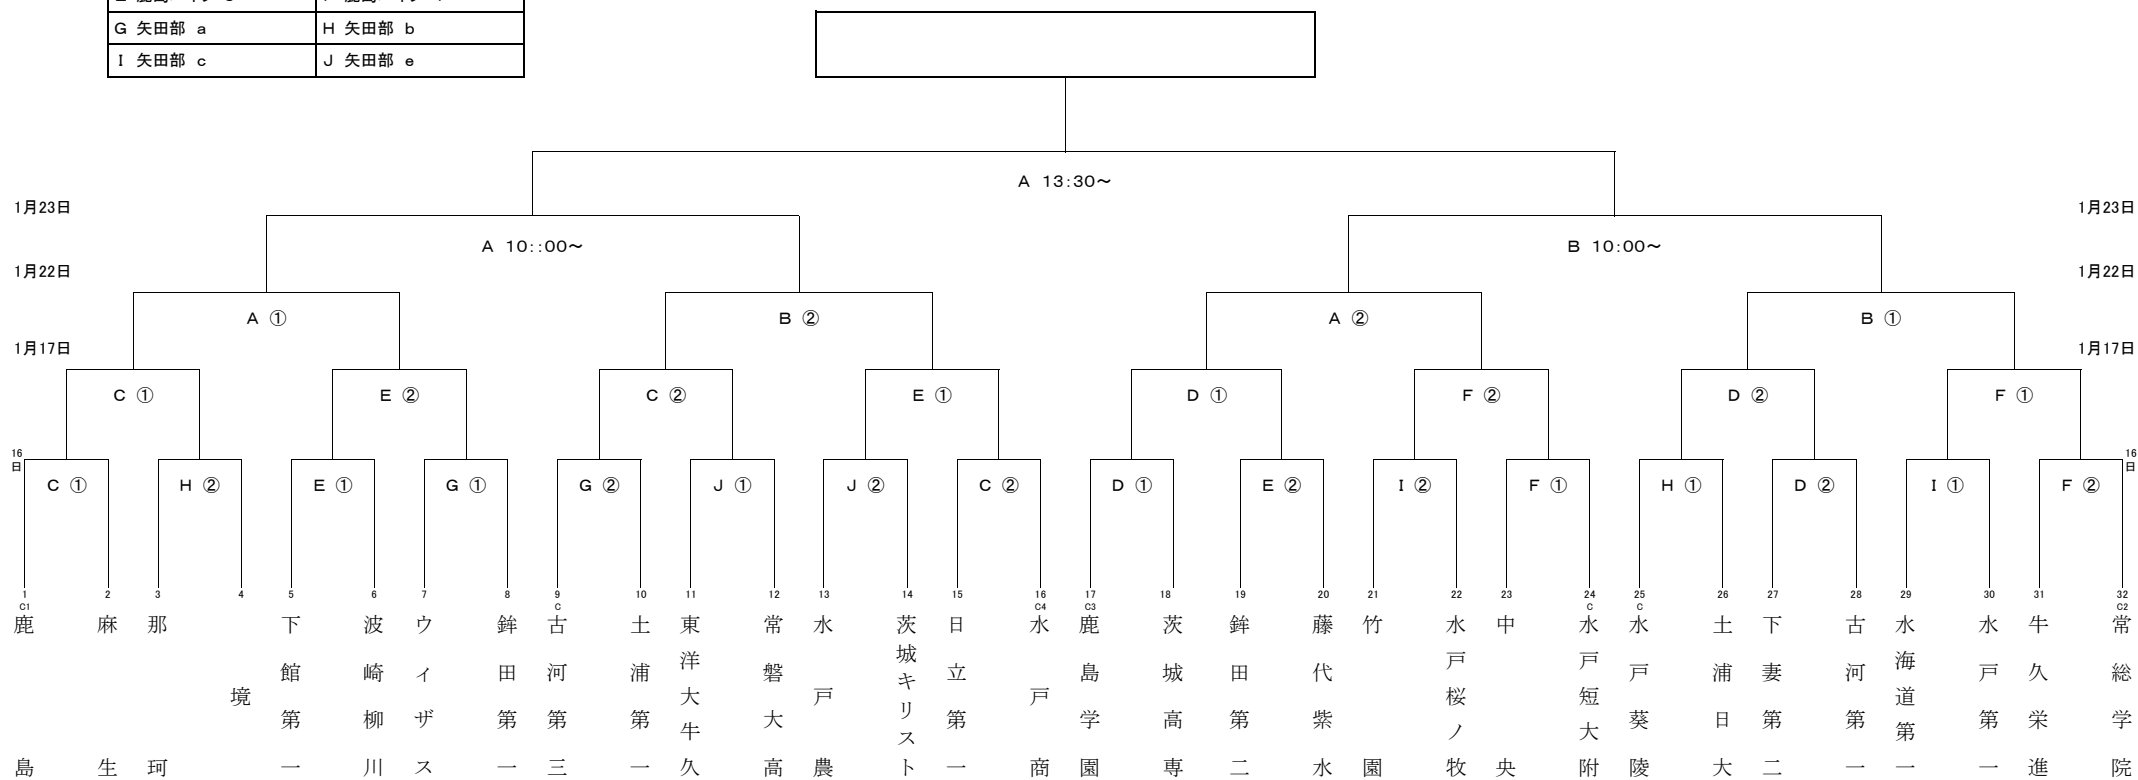 G 矢田部 a
H 矢田部 b
I 矢田部 c
J 矢田部 e
A 13:30～
1月23日
1月23日
A 10::00～
B 10:00～
1月22日
1月22日
A ①
B ②
A ②
B ①
1月17日
1月17日
C ①
E ②
C ②
E ①
D ①
F ②
D ②
F ①
16日
16日
C ①
H ②
E ①
G ①
G ②
J ①
J ②
C ②
D ①
E ②
I ②
F ①
H ①
D ②
I ①
F ②
1 C1 鹿島
2 麻生
3 那珂
4 境
5 下館第一
6 波崎柳川
7 ウィザス
8 鉾田第一
9 C 古河第三
10 土浦第一
11 東洋大牛久
12 常磐大高
13 水戸農
14 茨城キリスト
15 日立第一
16 C4 水戸商
17 C3 鹿島学園
18 茨城高専
19 鉾田第二
20 藤代紫水
21 竹園
22 水戸桜ノ牧
23 中央
24 C 水戸短大附
25 C 水戸葵陵
26 土浦日大
27 下妻第二
28 古河第一
29 水海道第一
30 水戸第一
31 牛久栄進
32 C2 常総学院